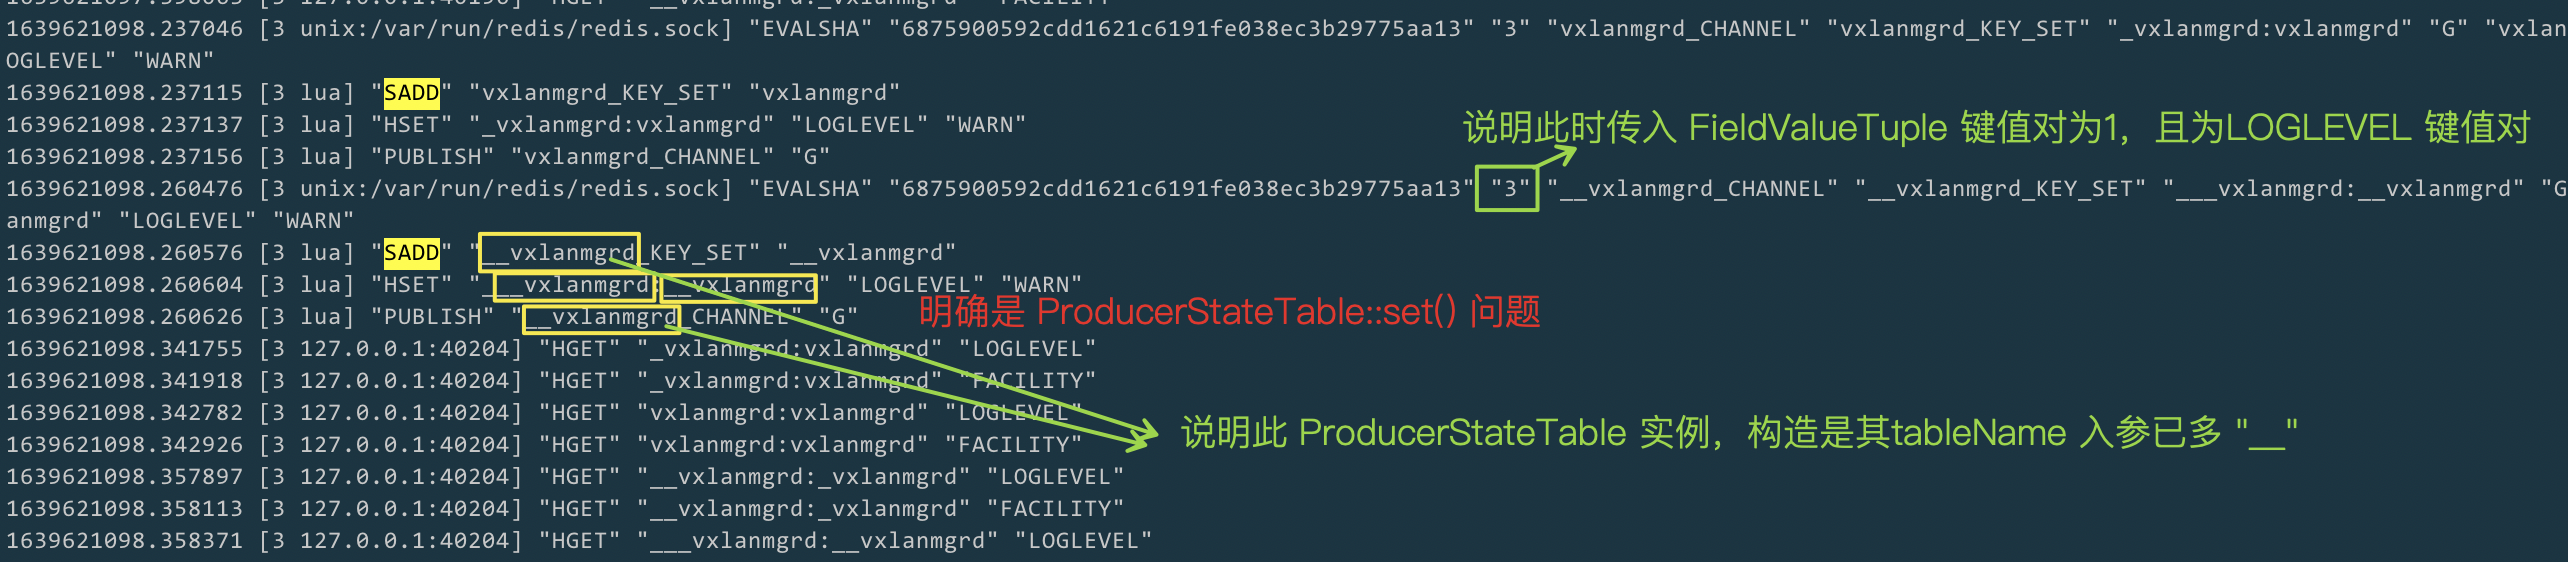 1639621098.237046 [3 unix:/var/run/redis/redis.sock] "EVALSHA" "6875900592cdd1621c6191fe038ec3b29775aa13" "3" "vxlanmgrd_CHANNEL" "vxlanmgrd_KEY_SET" "_vxlanmgrd:vxlanmgrd" "G" "vxlan
OGLEVEL" "WARN"
1639621098.237115 [3 lua] "SADD" "vxlanmgrd_KEY_SET" "vxlanmgrd"
1639621098.237137 [3 lua] "HSET" "_vxlanmgrd:vxlanmgrd" "LOGLEVEL" "WARN"
说明此时传入 FieldValueTuple 键值对为1，且为LOGLEVEL 键值对
1639621098.237156 [3 lua] "PUBLISH" "vxlanmgrd_CHANNEL" "G"
1639621098.260476 [3 unix:/var/run/redis/redis.sock] "EVALSHA" "6875900592cdd1621c6191fe038ec3b29775aa13" "3" "__vxlanmgrd_CHANNEL" "__vxlanmgrd_KEY_SET" "___vxlanmgrd:__vxlanmgrd" "G
anmgrd" "LOGLEVEL" "WARN"
1639621098.260576 [3 lua] "SADD" "__vxlanmgrd_KEY_SET" "__vxlanmgrd"
1639621098.260604 [3 lua] "HSET" "___vxlanmgrd:__vxlanmgrd" "LOGLEVEL" "WARN"
1639621098.260626 [3 lua] "PUBLISH" "__vxlanmgrd_CHANNEL" "G"
明确是 ProducerStateTable::set() 问题
1639621098.341755 [3 127.0.0.1:40204] "HGET" "_vxlanmgrd:vxlanmgrd" "LOGLEVEL"
1639621098.341918 [3 127.0.0.1:40204] "HGET" "_vxlanmgrd:vxlanmgrd" "FACILITY"
1639621098.342782 [3 127.0.0.1:40204] "HGET" "vxlanmgrd:vxlanmgrd" "LOGLEVEL"
1639621098.342926 [3 127.0.0.1:40204] "HGET" "vxlanmgrd:vxlanmgrd" "FACILITY"
说明此 ProducerStateTable 实例，构造是其tableName 入参已多 "__"
1639621098.357897 [3 127.0.0.1:40204] "HGET" "__vxlanmgrd:_vxlanmgrd" "LOGLEVEL"
1639621098.358113 [3 127.0.0.1:40204] "HGET" "__vxlanmgrd:_vxlanmgrd" "FACILITY"
1639621098.358371 [3 127.0.0.1:40204] "HGET" "___vxlanmgrd:__vxlanmgrd" "LOGLEVEL"